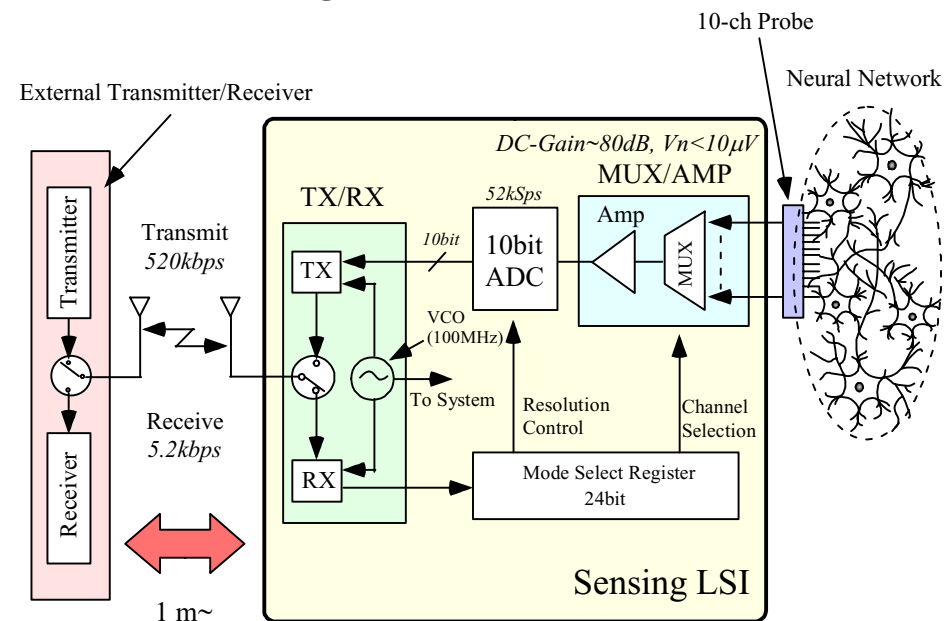 10-ch Probe
External Transmitter/Receiver
Neural Network
DC-Gain~80dB, Vn<10μV
MUX/AMP
TX/RX
52kSps
Amp
Transmitter
Transmit
520kbps
10bit
10bit
ADC
MUX
TX
VCO
(100MHz)
To System
Receive
5.2kbps
Resolution
Control
Channel
Selection
Receiver
RX
Mode Select Register
24bit
Sensing LSI
1 m~